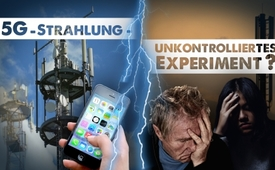 5G-STRAHLUNG -
UNKONTROLLIERTES
EXPERIMENT?